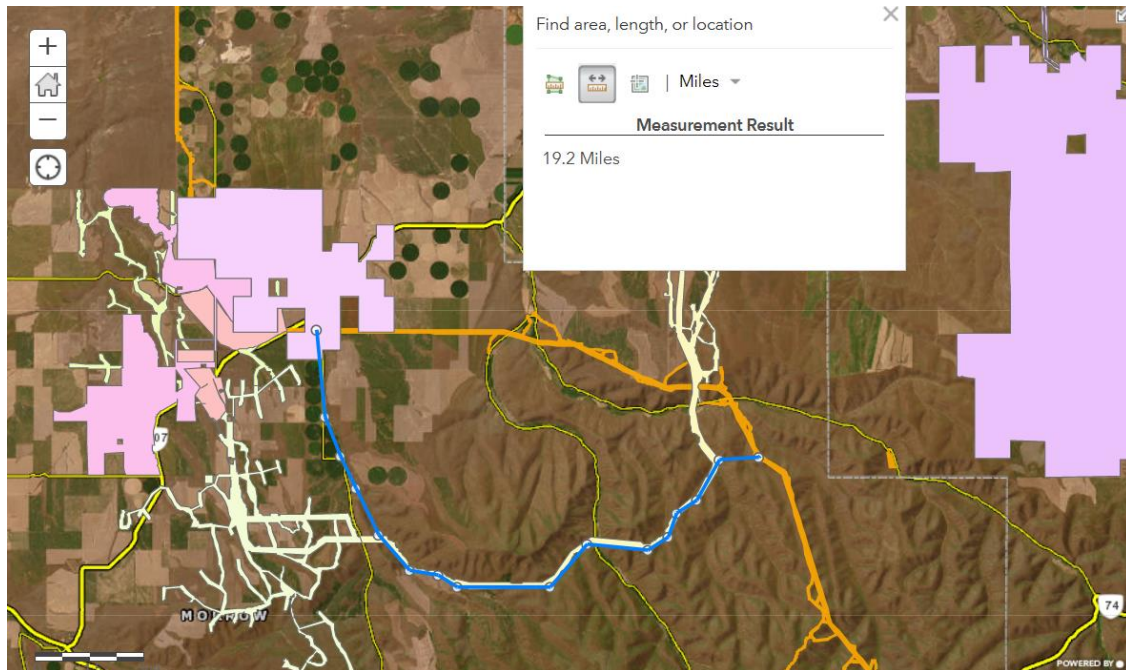 Find area, length, or location
| Miles
Measurement Result
19.2 Miles
07
MORROW
74
POWERED BY